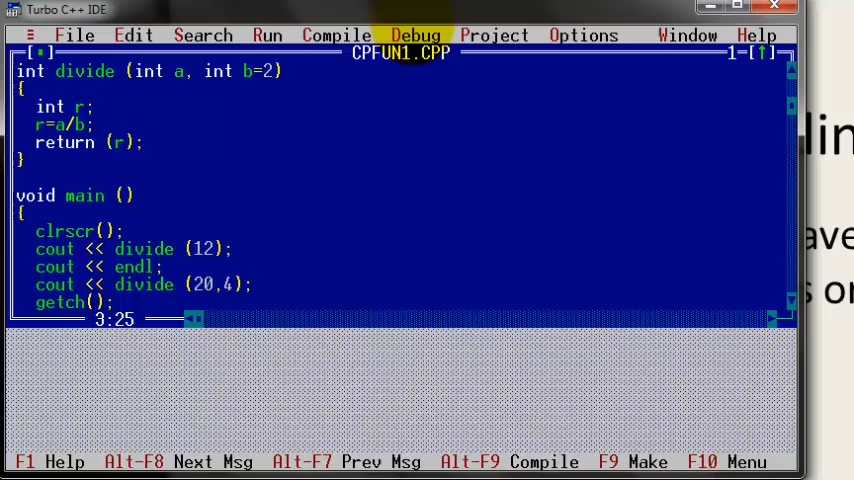 Turbo C++ IDE
≡ File Edit Search Run Compile Debug Project Options Window Help
[▪] CPFUN1.CPP 1=[↑]
int divide (int a, int b=2)
{
int r;
r=a/b;
return (r);
}
void main ()
{
clrscr();
cout << divide (12);
cout << endl;
cout << divide (20,4);
getch();
3:25
F1 Help Alt-F8 Next Msg Alt-F7 Prev Msg Alt-F9 Compile F9 Make F10 Menu